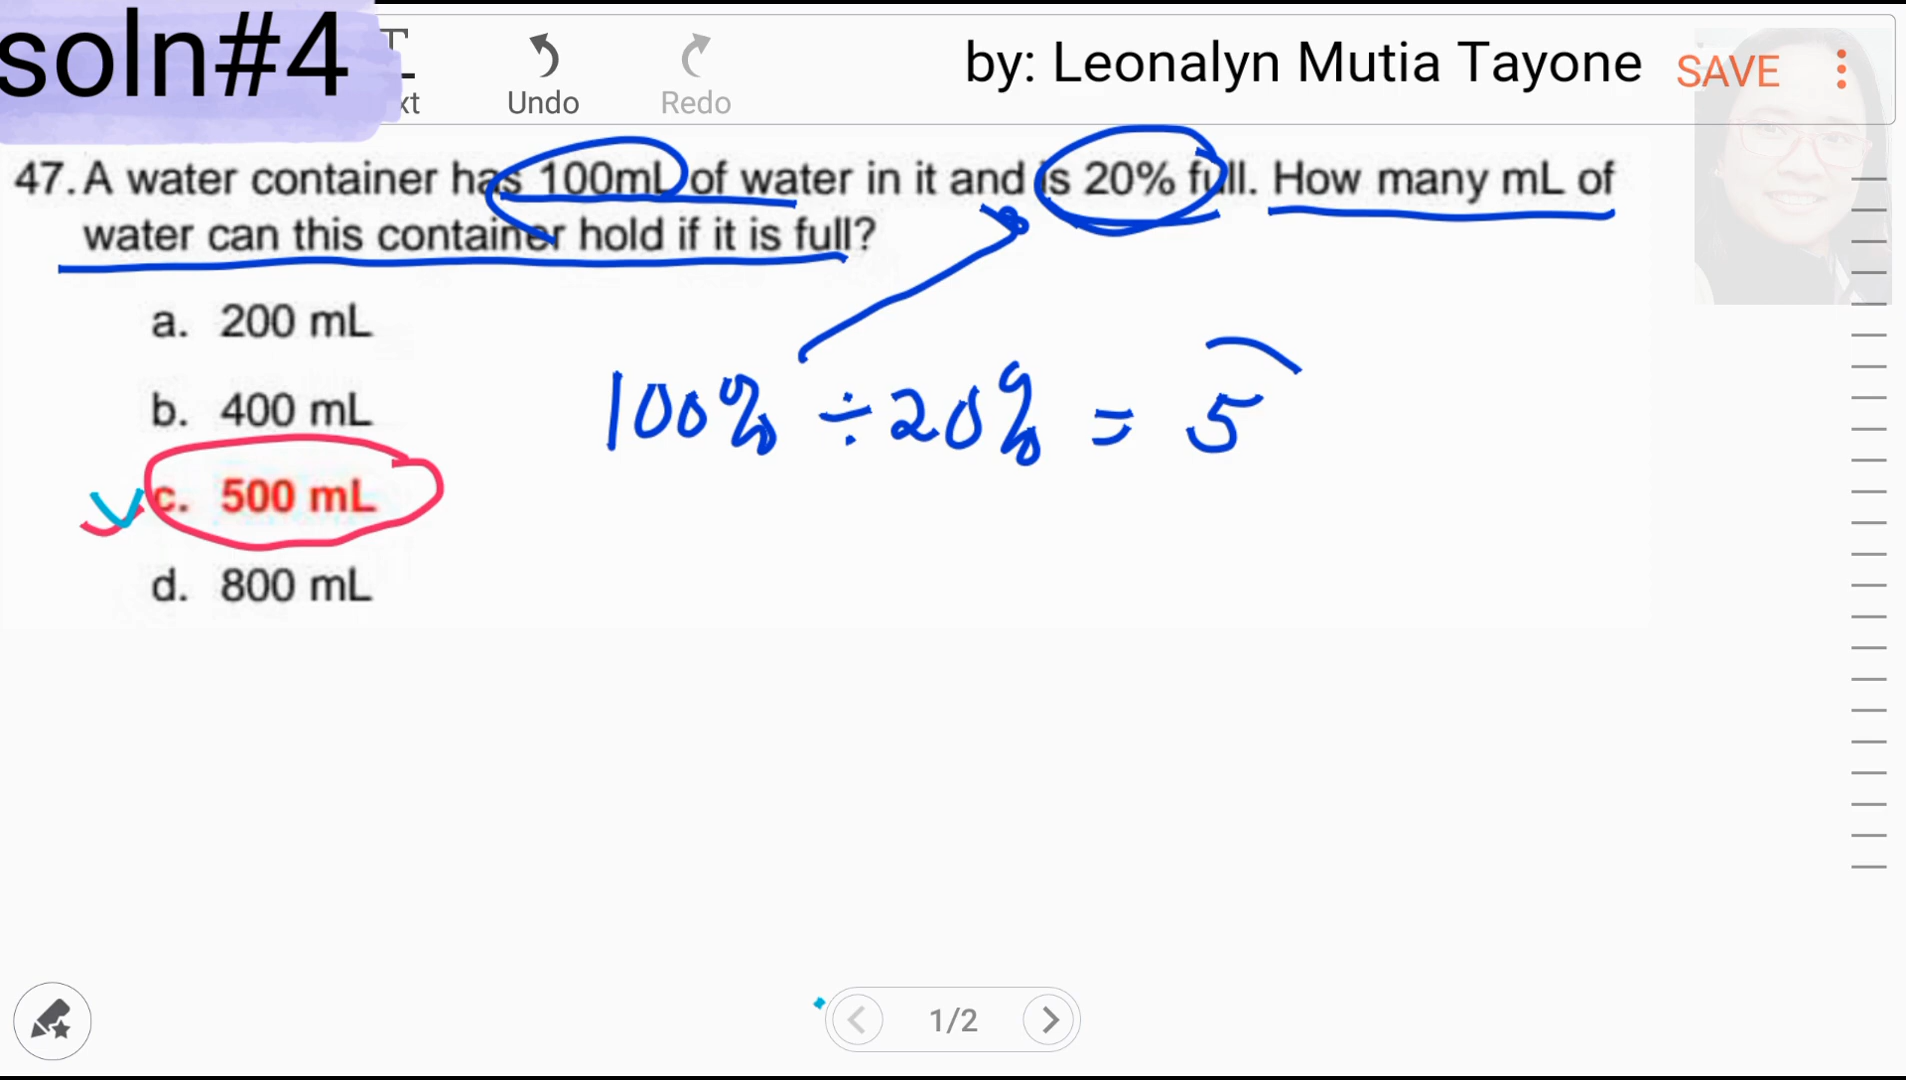 soln#4
xt
Undo
Redo
by: Leonalyn Mutia Tayone
SAVE
47. A water container has 100mL of water in it and is 20% full. How many mL of
water can this container hold if it is full?
a. 200 mL
b. 400 mL
c. 500 mL
d. 800 mL
100% ÷ 20% = 5
1/2